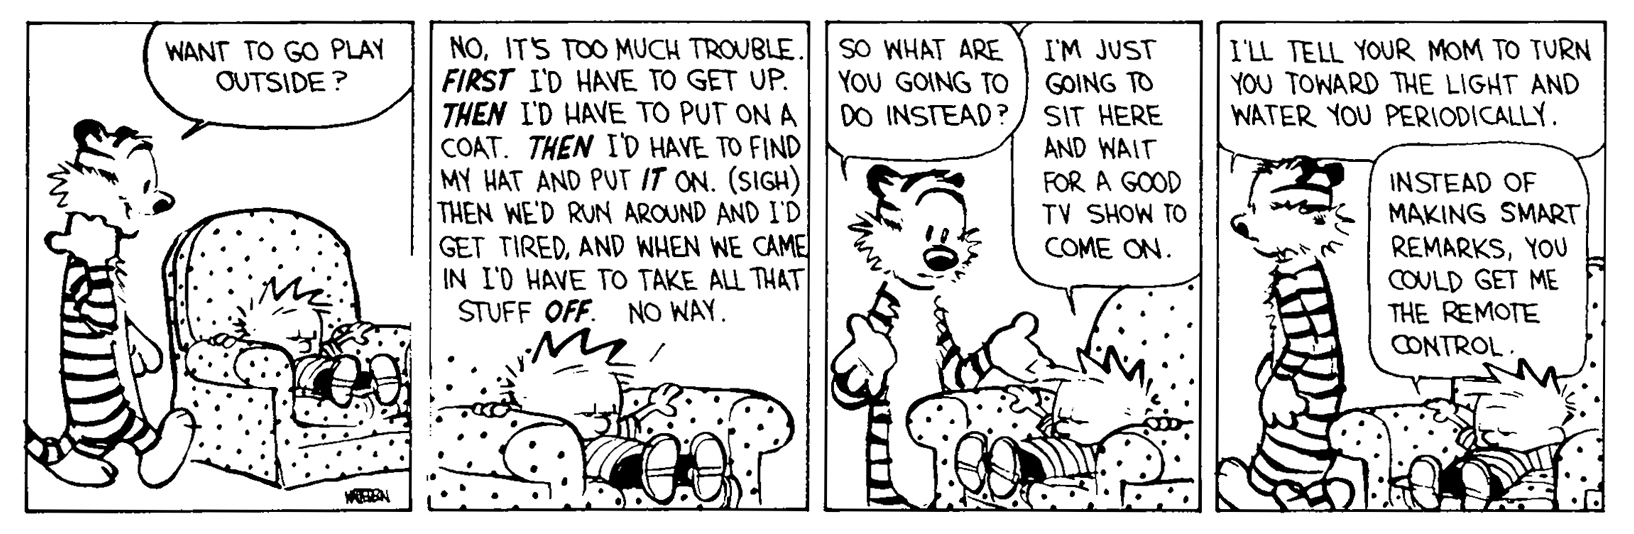 WANT TO GO PLAY
OUTSIDE?
WATTERSON
NO, IT'S TOO MUCH TROUBLE.
FIRST I'D HAVE TO GET UP.
THEN I'D HAVE TO PUT ON A
COAT. THEN I'D HAVE TO FIND
MY HAT AND PUT IT ON. (SIGH)
THEN WE'D RUN AROUND AND I'D
GET TIRED, AND WHEN WE CAME
IN I'D HAVE TO TAKE ALL THAT
STUFF OFF. NO WAY.
SO WHAT ARE
YOU GOING TO
DO INSTEAD?
I'M JUST
GOING TO
SIT HERE
AND WAIT
FOR A GOOD
TV SHOW TO
COME ON.
I'LL TELL YOUR MOM TO TURN
YOU TOWARD THE LIGHT AND
WATER YOU PERIODICALLY.
INSTEAD OF
MAKING SMART
REMARKS, YOU
COULD GET ME
THE REMOTE
CONTROL.